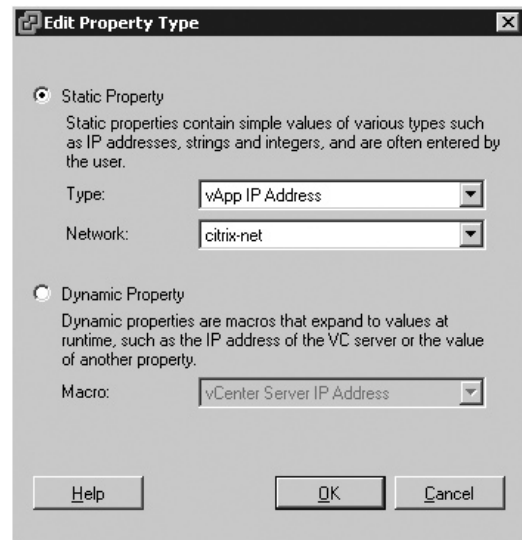 Edit Property Type
Static Property
Static properties contain simple values of various types such
as IP addresses, strings and integers, and are often entered by
the user.
Type: vApp IP Address
Network: citrix-net
Dynamic Property
Dynamic properties are macros that expand to values at
runtime, such as the IP address of the VC server or the value
of another property.
Macro: vCenter Server IP Address
Help OK Cancel